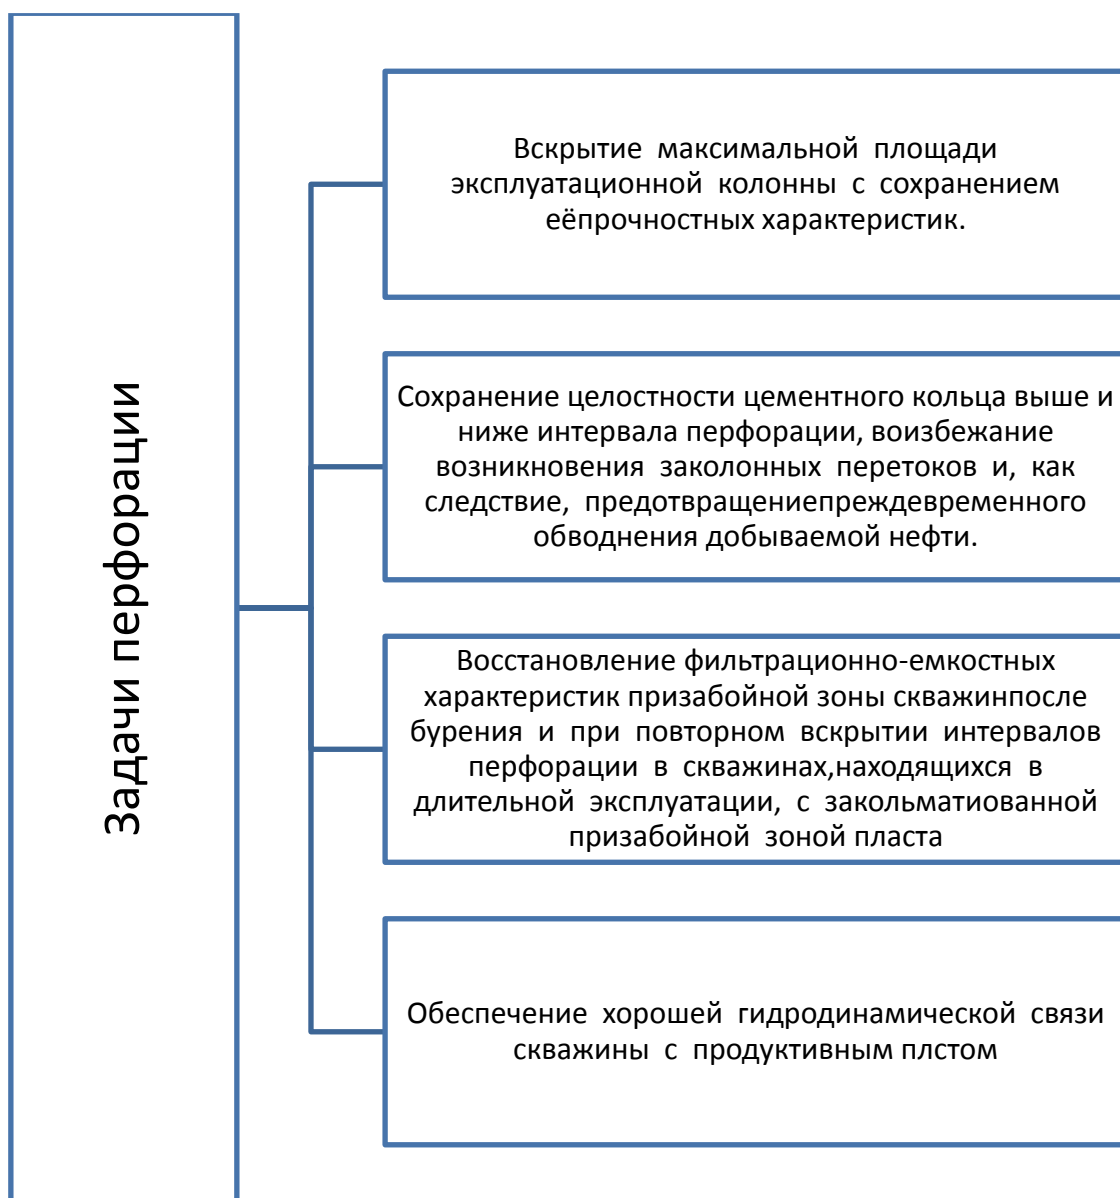 Задачи перфорации
Вскрытие максимальной площади
эксплуатационной колонны с сохранением
еёпрочностных характеристик.
Сохранение целостности цементного кольца выше и
ниже интервала перфорации, воизбежание
возникновения заколонных перетоков и, как
следствие, предотвращениепреждевременного
обводнения добываемой нефти.
Восстановление фильтрационно-емкостных
характеристик призабойной зоны скважинпосле
бурения и при повторном вскрытии интервалов
перфорации в скважинах,находящихся в
длительной эксплуатации, с закольматиованной
призабойной зоной пласта
Обеспечение хорошей гидродинамической связи
скважины с продуктивным плстом